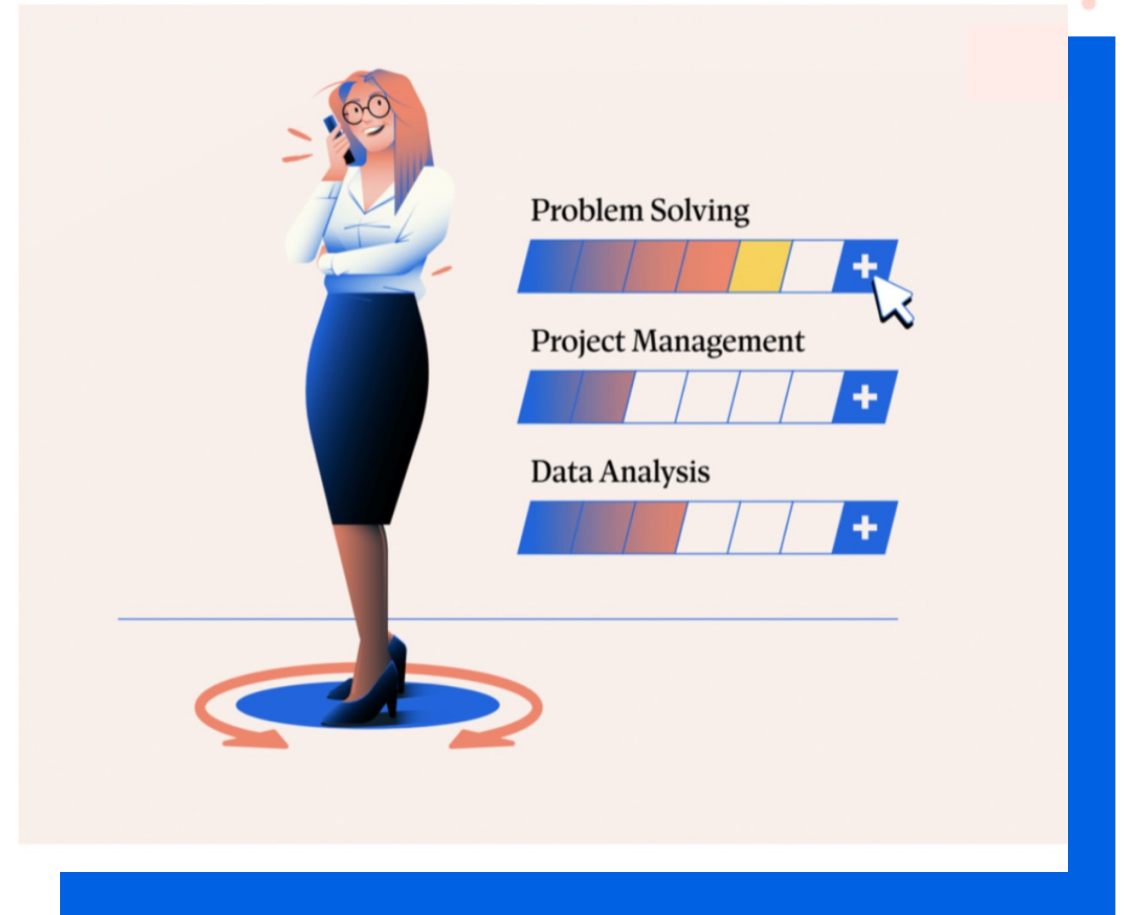 Problem Solving
+
Project Management
+
Data Analysis
+